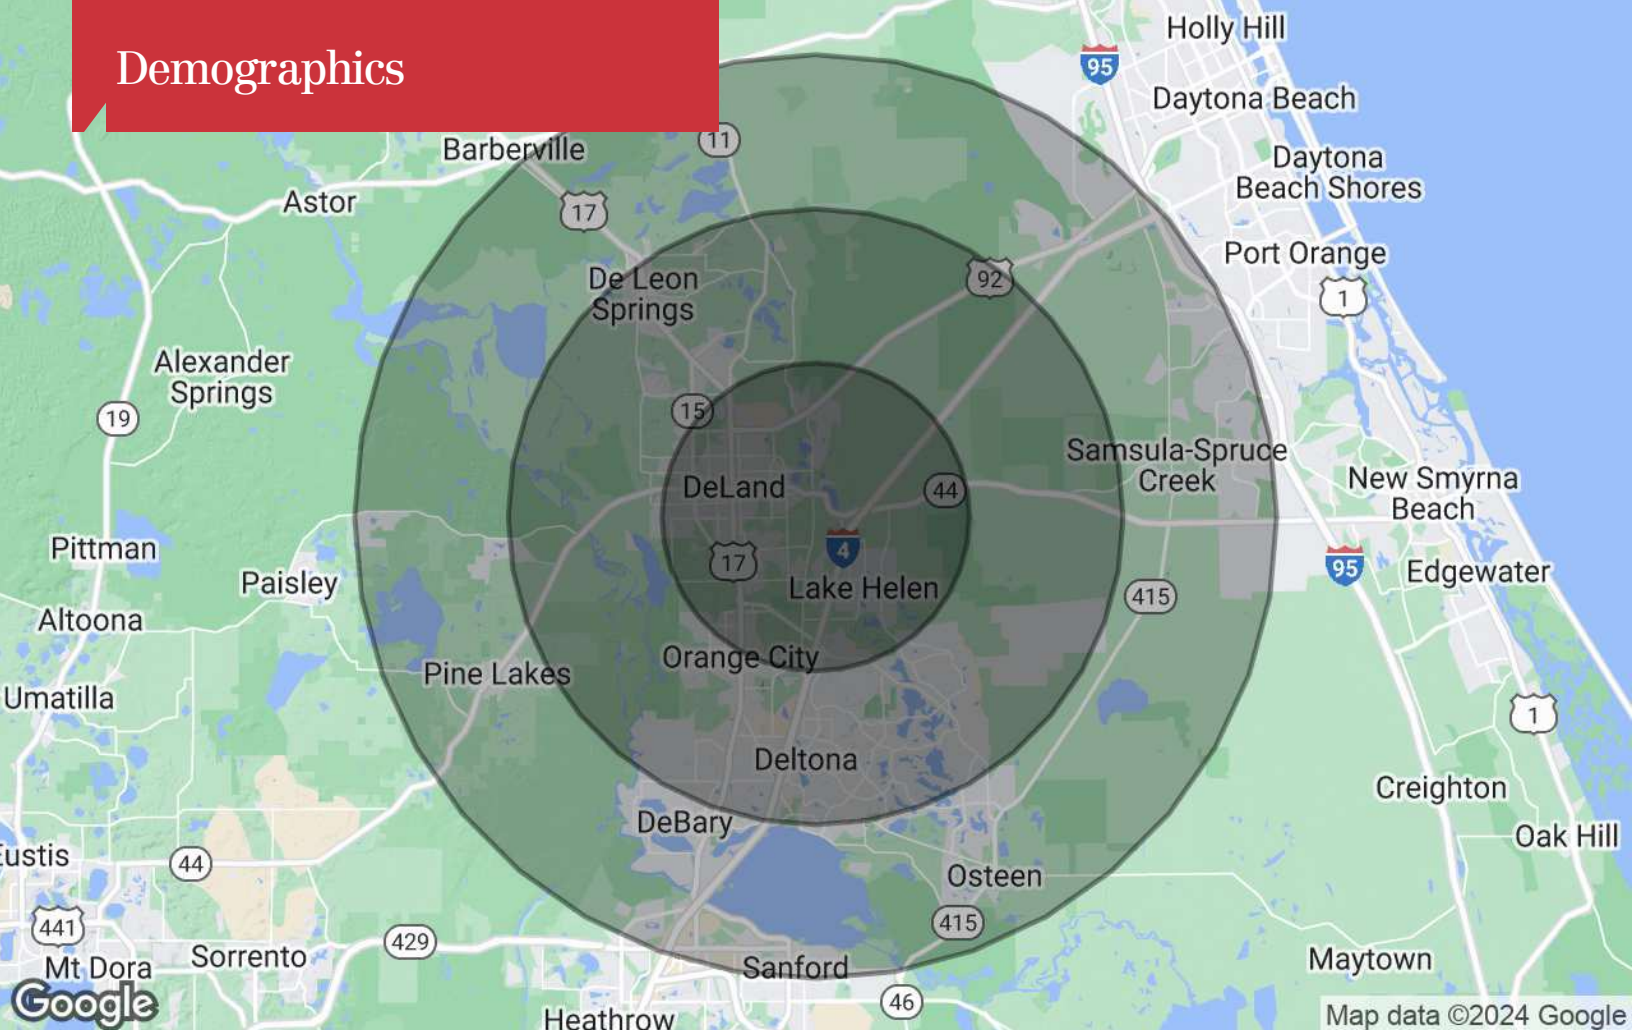 Demographics
Holly Hill
95
Daytona Beach
11
Barberville
Daytona
Beach Shores
Astor
17
Port Orange
92
De Leon
Springs
1
Alexander
Springs
15
19
Samsula-Spruce
Creek
DeLand
44
New Smyrna
Beach
Pittman
4
17
95
Edgewater
Paisley
Lake Helen
415
Altoona
Orange City
Pine Lakes
Umatilla
1
Deltona
Creighton
DeBary
Oak Hill
Eustis
44
Osteen
441
415
429
Sorrento
Maytown
Mt Dora
Sanford
Google
46
Heathrow
Map data ©2024 Google